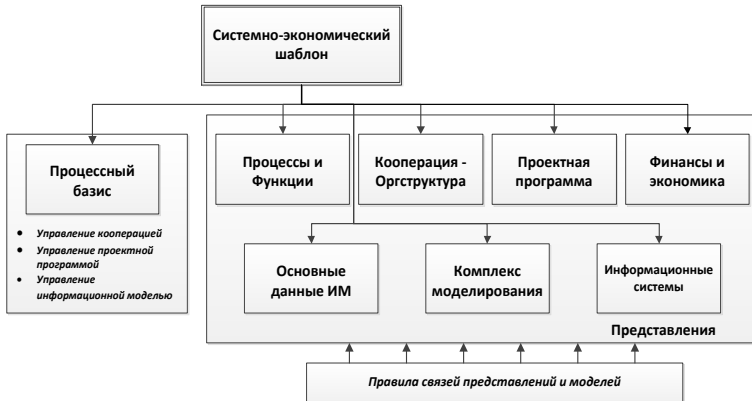 Системно-экономический
шаблон
Процессный
базис
• Управление кооперацией
• Управление проектной
программой
• Управление
информационной моделью
Процессы и
Функции
Кооперация -
Оргструктура
Проектная
программа
Финансы и
экономика
Основные
данные ИМ
Комплекс
моделирования
Информационные
системы
Представления
Правила связей представлений и моделей